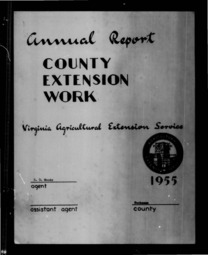 Annual Report
COUNTY
EXTENSION
WORK
Virginia Agricultural Extension Service
1955
agent
assistant agent
county